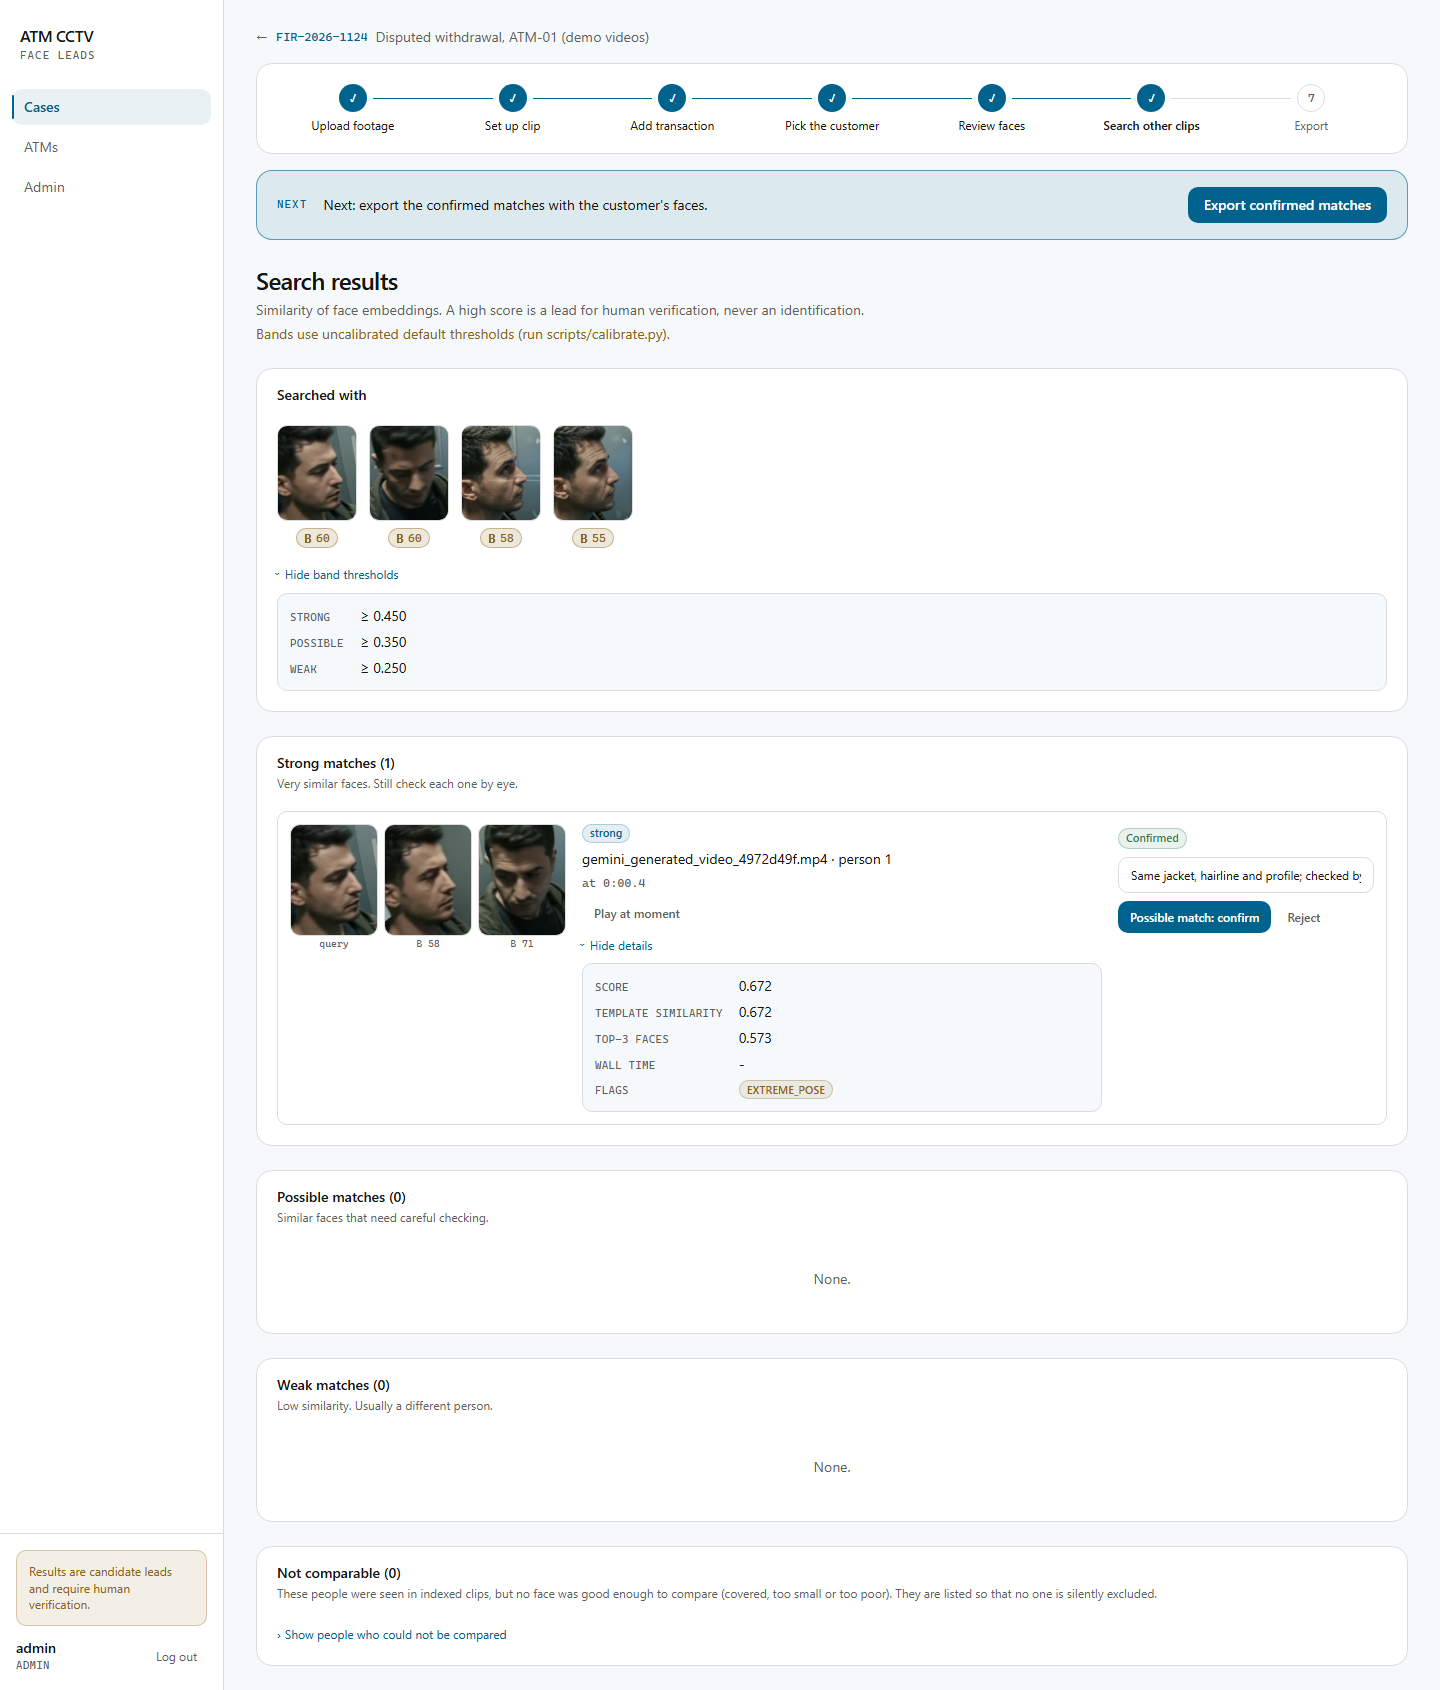 ATM CCTV
FACE LEADS
Cases
ATMs
Admin
← FIR-2026-1124 Disputed withdrawal, ATM-01 (demo videos)
✓ ✓ ✓ ✓ ✓ ✓ 7
Upload footage Set up clip Add transaction Pick the customer Review faces Search other clips Export
NEXT Next: export the confirmed matches with the customer's faces. Export confirmed matches
Search results
Similarity of face embeddings. A high score is a lead for human verification, never an identification.
Bands use uncalibrated default thresholds (run scripts/calibrate.py).
Searched with
B 60 B 60 B 58 B 55
Hide band thresholds
STRONG ≥ 0.450
POSSIBLE ≥ 0.350
WEAK ≥ 0.250
Strong matches (1)
Very similar faces. Still check each one by eye.
query B 58 B 71
strong
gemini_generated_video_4972d49f.mp4 · person 1
at 0:00.4
Play at moment
Hide details
SCORE 0.672
TEMPLATE SIMILARITY 0.672
TOP-3 FACES 0.573
WALL TIME -
FLAGS EXTREME_POSE
Confirmed
Same jacket, hairline and profile; checked by
Possible match: confirm Reject
Possible matches (0)
Similar faces that need careful checking.
None.
Weak matches (0)
Low similarity. Usually a different person.
None.
Not comparable (0)
These people were seen in indexed clips, but no face was good enough to compare (covered, too small or too poor). They are listed so that no one is silently excluded.
› Show people who could not be compared
Results are candidate leads
and require human
verification.
admin
ADMIN
Log out